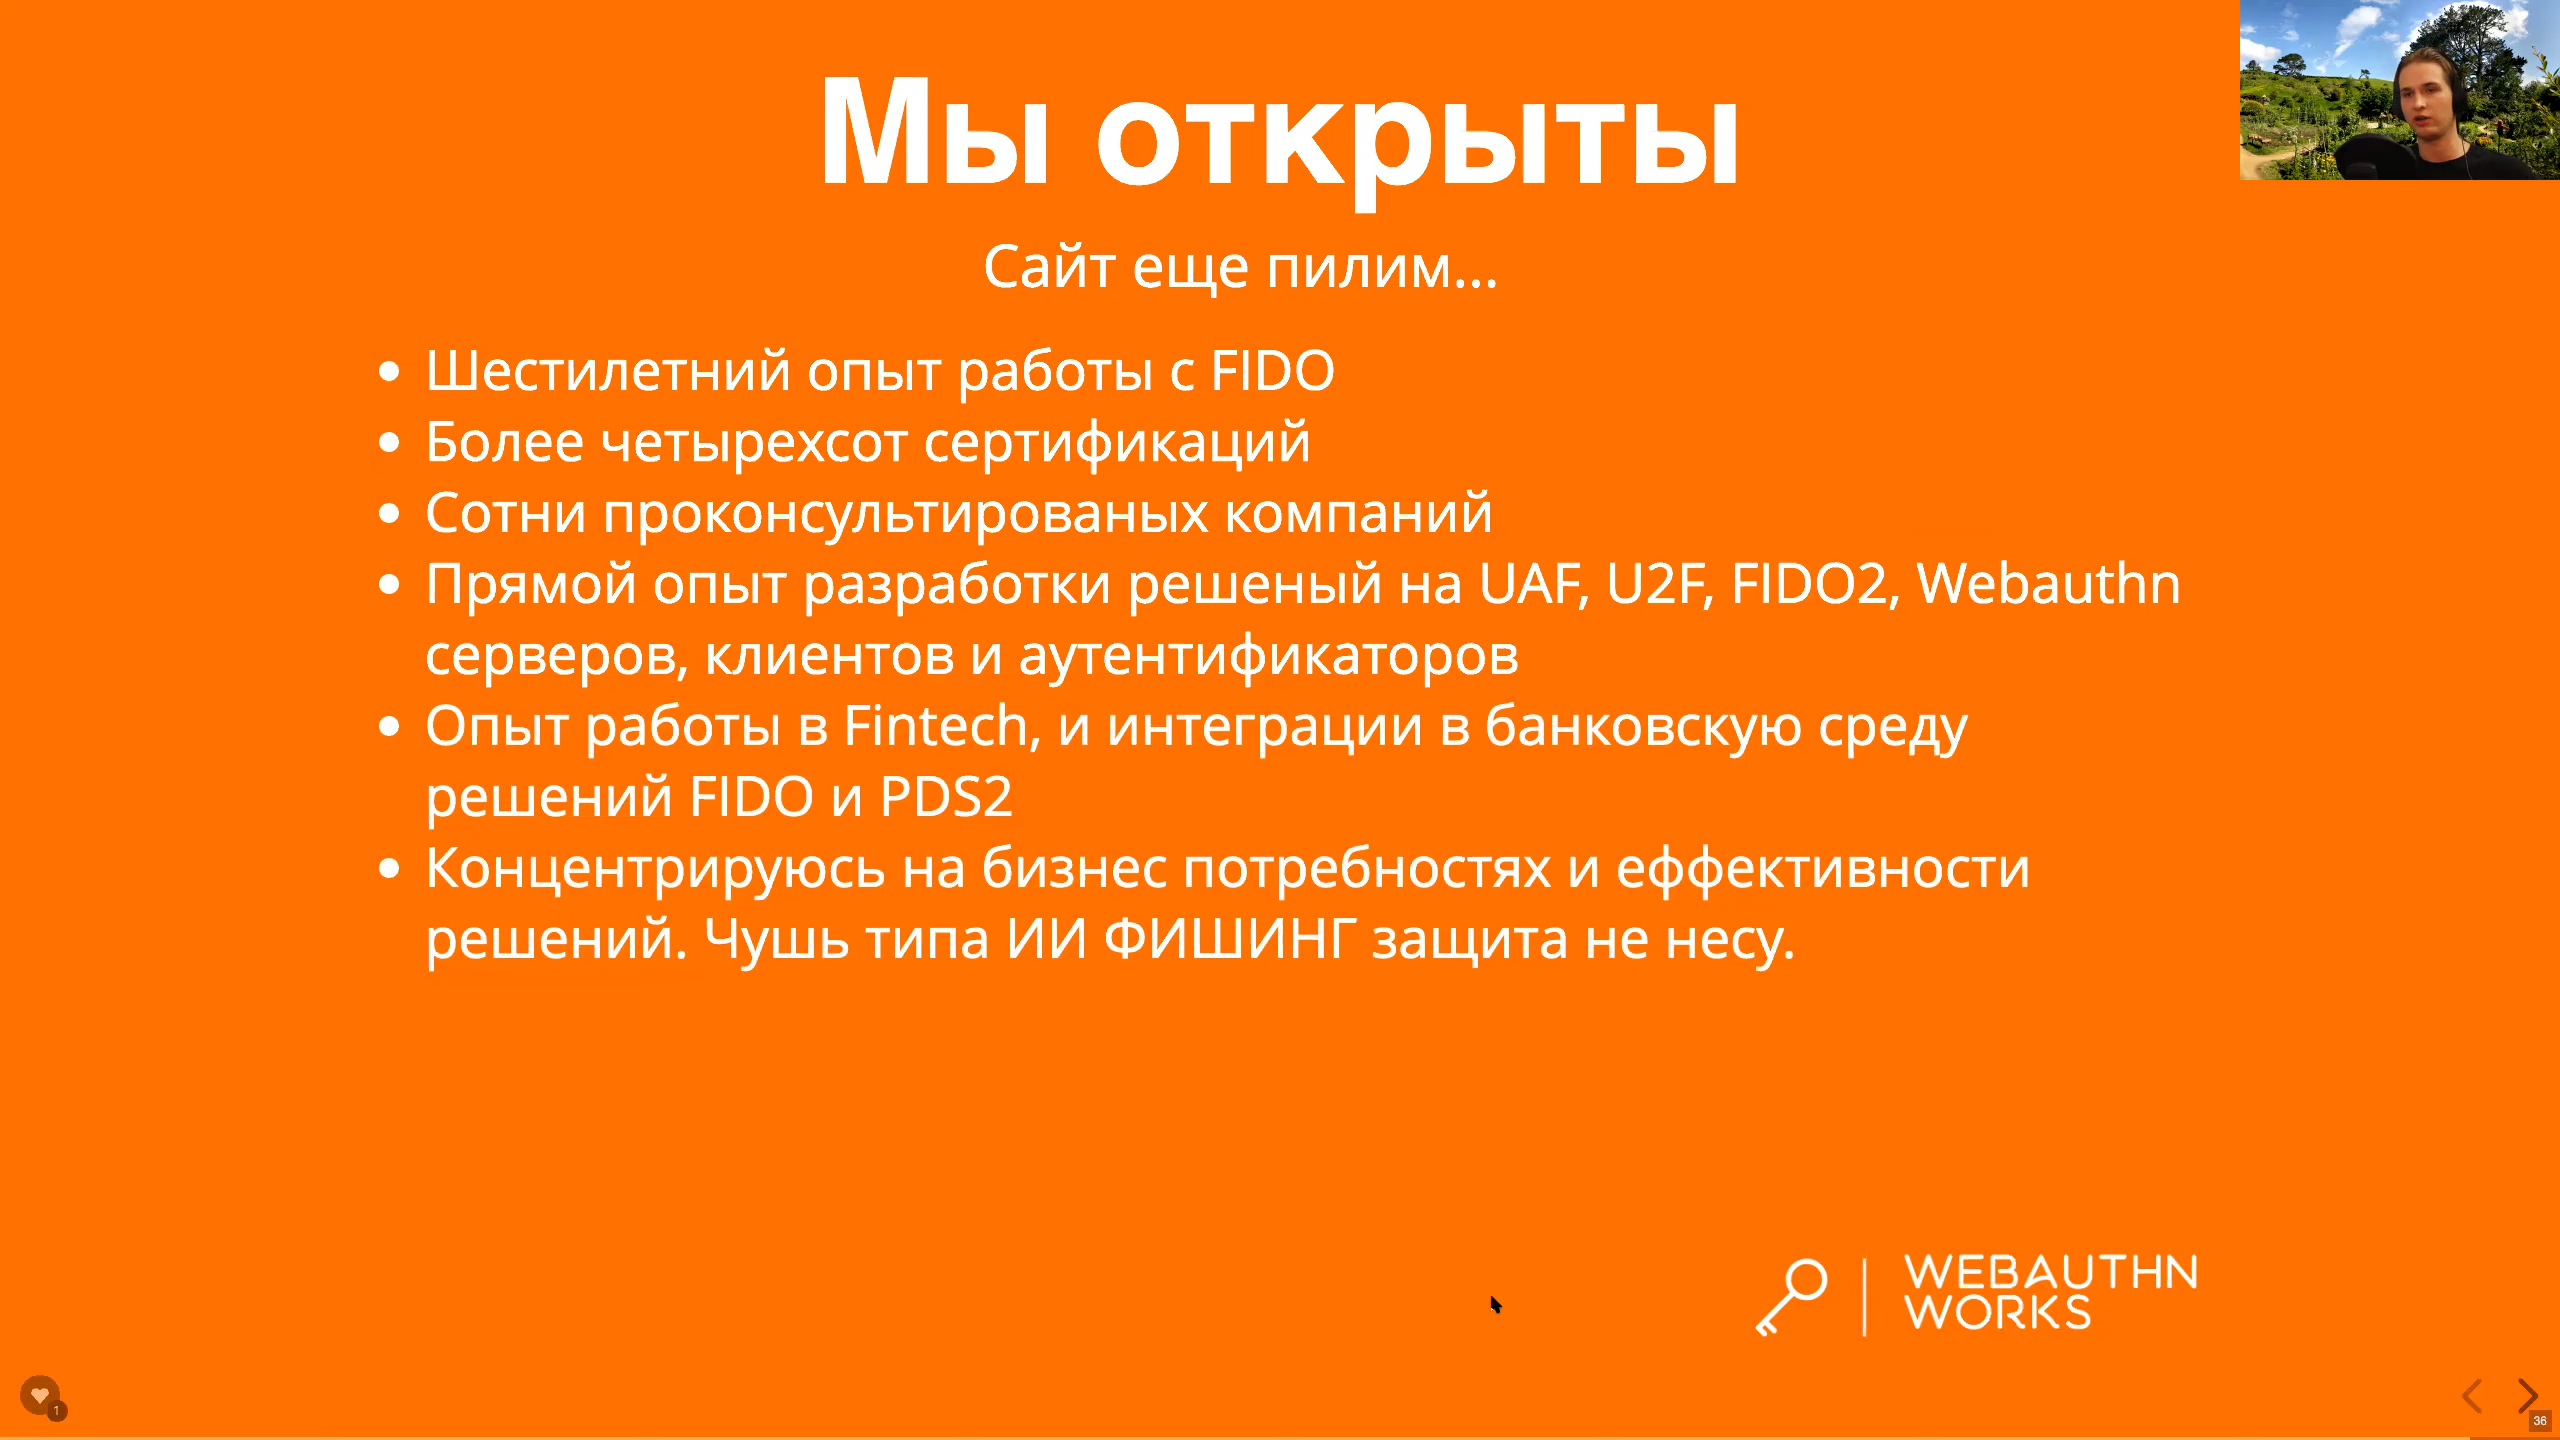 Мы открыты
Сайт еще пилим...
Шестилетний опыт работы с FIDO
Более четырехсот сертификаций
Сотни проконсультированых компаний
Прямой опыт разработки решеный на UAF, U2F, FIDO2, Webauthn
серверов, клиентов и аутентификаторов
Опыт работы в Fintech, и интеграции в банковскую среду
решений FIDO и PDS2
Концентрируюсь на бизнес потребностях и еффективности
решений. Чушь типа ИИ ФИШИНГ защита не несу.
WEBAUTHN
WORKS
1
36